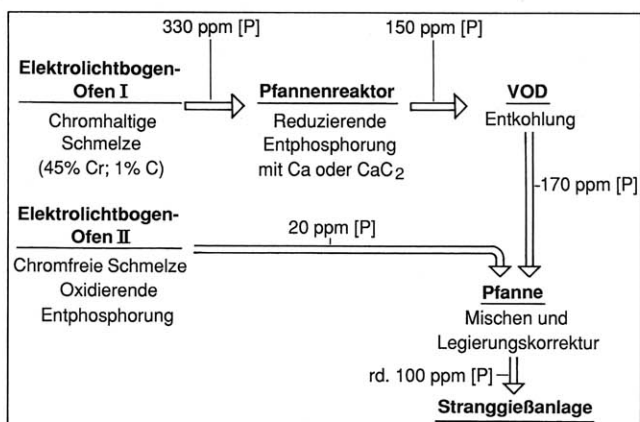 330 ppm [P]
150 ppm [P]
Elektrolichtbogen-
Ofen I
Chromhaltige
Schmelze
(45% Cr; 1% C)
Pfannenreaktor
Reduzierende
Entphosphorung
mit Ca oder CaC2
VOD
Entkohlung
170 ppm [P]
Elektrolichtbogen-
Ofen II
Chromfreie Schmelze
Oxidierende
Entphosphorung
20 ppm [P]
Pfanne
Mischen und
Legierungskorrektur
rd. 100 ppm [P]
Stranggießanlage